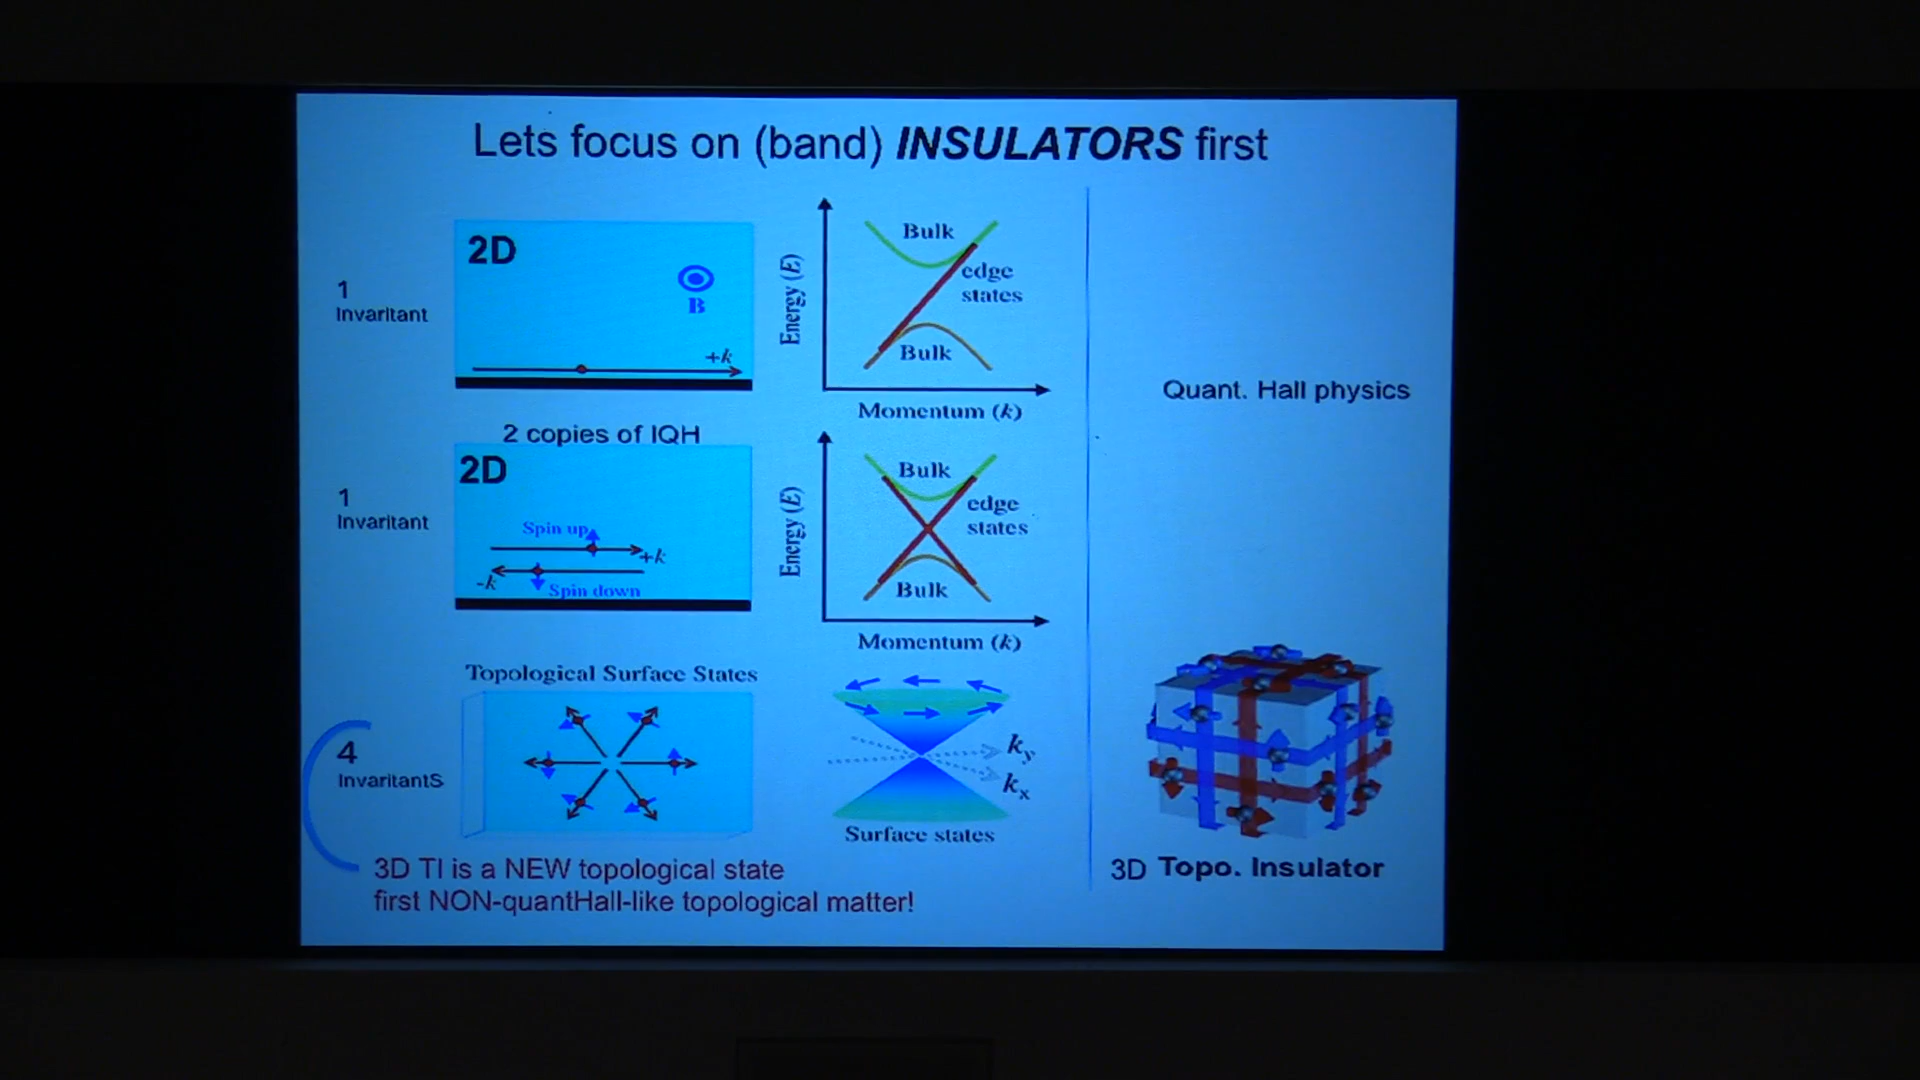 Lets focus on (band) INSULATORS first
1
Invaritant
2D
B
+k
Energy (E)
Bulk
edge
states
Bulk
Momentum (k)
Quant. Hall physics
2 copies of IQH
1
Invaritant
2D
Spin up
+k
-k
Spin down
Energy (E)
Bulk
edge
states
Bulk
Momentum (k)
Topological Surface States
4
InvaritantS
ky
kx
Surface states
3D TI is a NEW topological state
first NON-quantHall-like topological matter!
3D Topo. Insulator